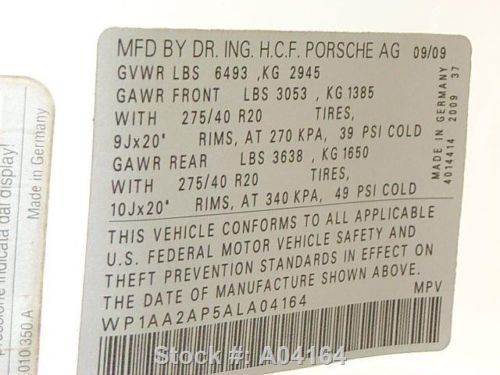 MFD BY DR. ING. H.C.F. PORSCHE AG 09/09
GVWR LBS 6493 , KG 2945
GAWR FRONT LBS 3053 , KG 1385
WITH 275/40 R20 TIRES,
9Jx20" RIMS, AT 270 KPA, 39 PSI COLD
GAWR REAR LBS 3638 , KG 1650
WITH 275/40 R20 TIRES,
10Jx20" RIMS, AT 340 KPA, 49 PSI COLD
THIS VEHICLE CONFORMS TO ALL APPLICABLE
U.S. FEDERAL MOTOR VEHICLE SAFETY AND
THEFT PREVENTION STANDARDS IN EFFECT ON
THE DATE OF MANUFACTURE SHOWN ABOVE.
WP1AA2AP5ALA04164 MPV
MADE IN GERMANY
4014414 2009 37
pressione indicata dal display!
Made in Germany
.010 350 A
Stock #: A04164